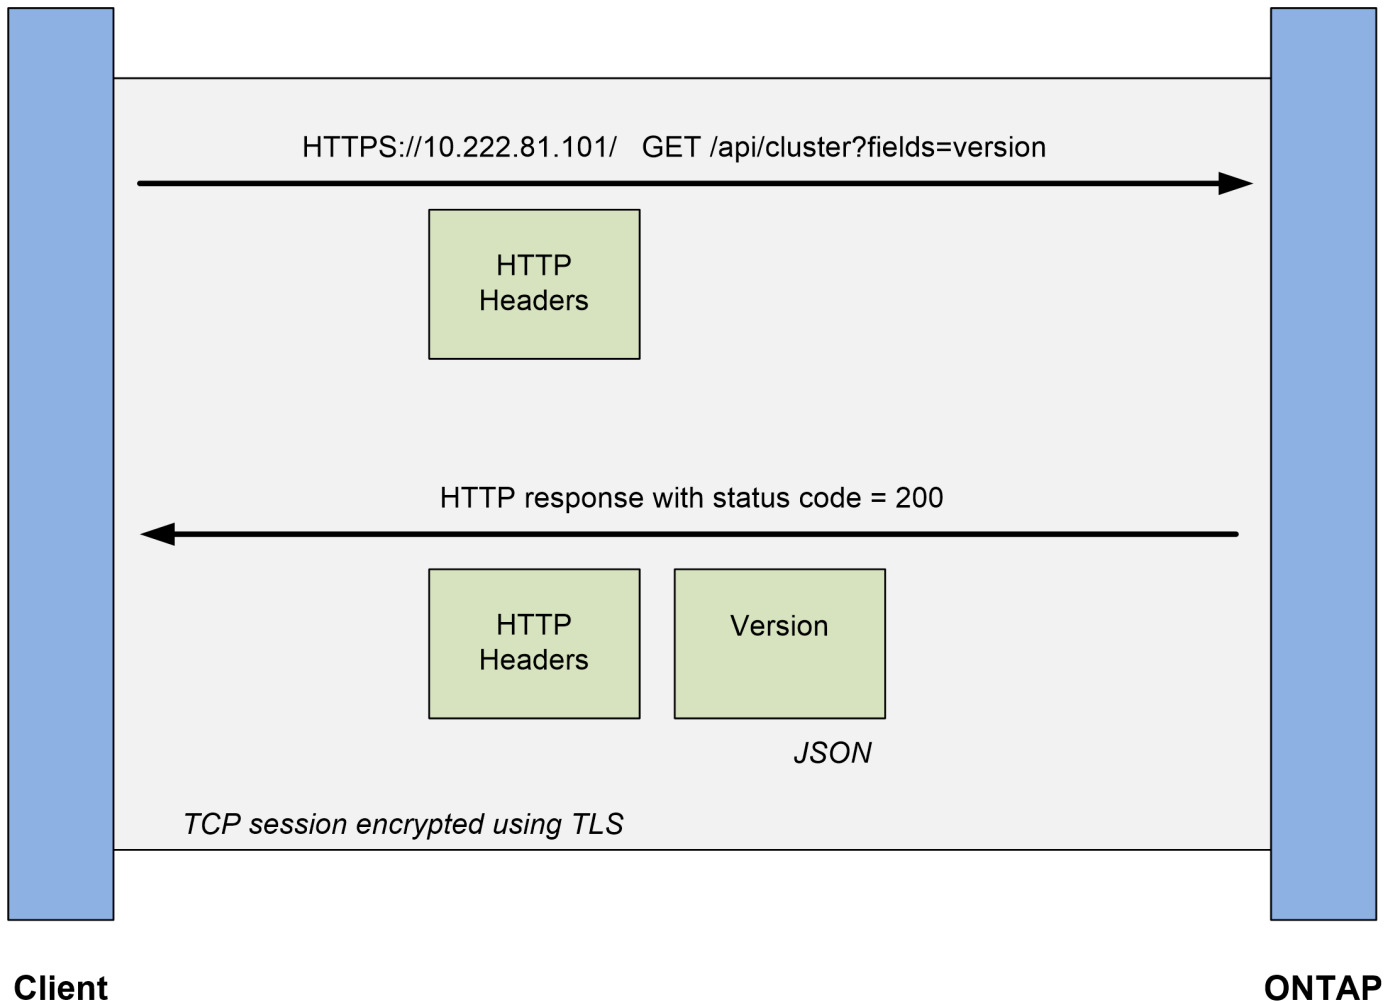 HTTPS://10.222.81.101/   GET /api/cluster?fields=version
HTTP
Headers
HTTP response with status code = 200
HTTP
Headers
Version
JSON
TCP session encrypted using TLS
Client
ONTAP